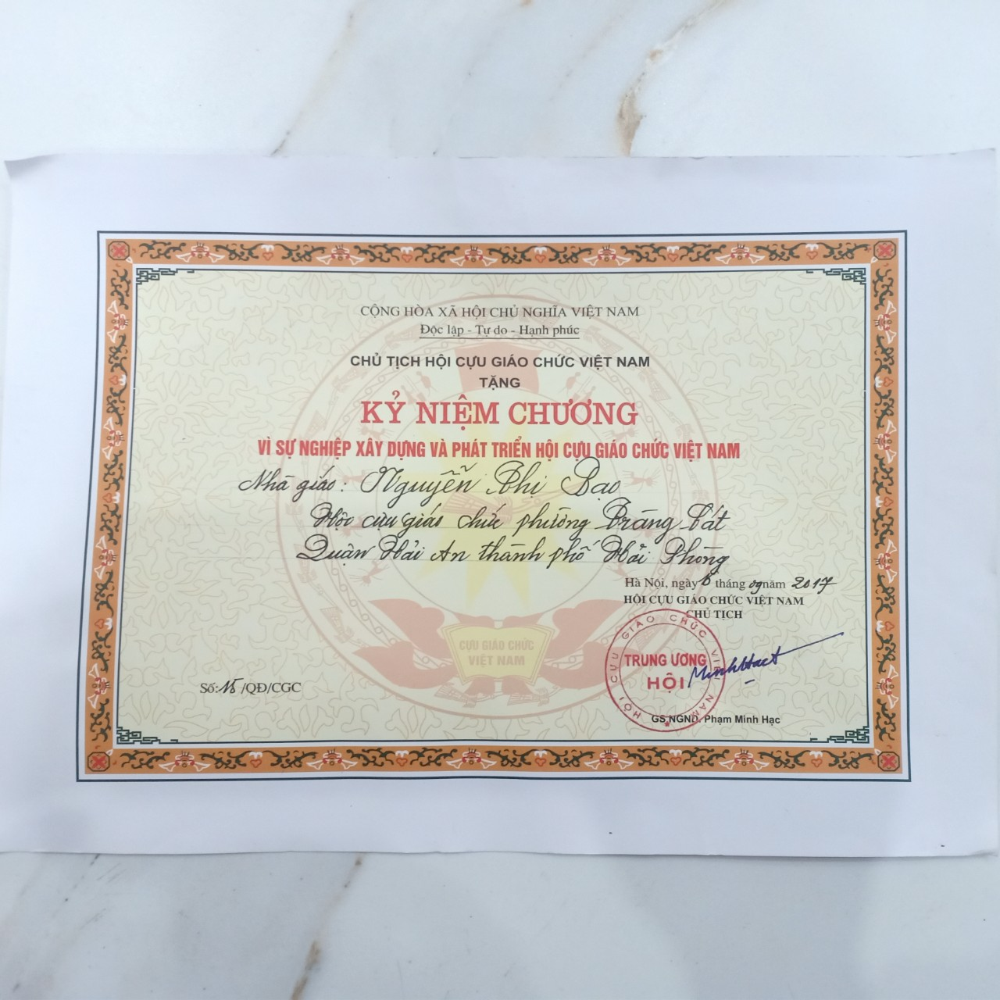 CỘNG HÒA XÃ HỘI CHỦ NGHĨA VIỆT NAM
Độc lập - Tự do - Hạnh phúc
CHỦ TỊCH HỘI CỰU GIÁO CHỨC VIỆT NAM
TẶNG
KỶ NIỆM CHƯƠNG
VÌ SỰ NGHIỆP XÂY DỰNG VÀ PHÁT TRIỂN HỘI CỰU GIÁO CHỨC VIỆT NAM
Nhà giáo: Nguyễn Thị Bạo
Hội cựu giáo chức phường Tràng Cát
Quận Hải An thành phố Hải Phòng
Hà Nội, ngày 6 tháng 09 năm 2017
HỘI CỰU GIÁO CHỨC VIỆT NAM
CHỦ TỊCH
CỰU GIÁO CHỨC
VIỆT NAM
HỘI CỰU GIÁO CHỨC VIỆT NAM
TRUNG ƯƠNG
HỘI
Số: 15 /QĐ/CGC
GS.NGND. Phạm Minh Hạc